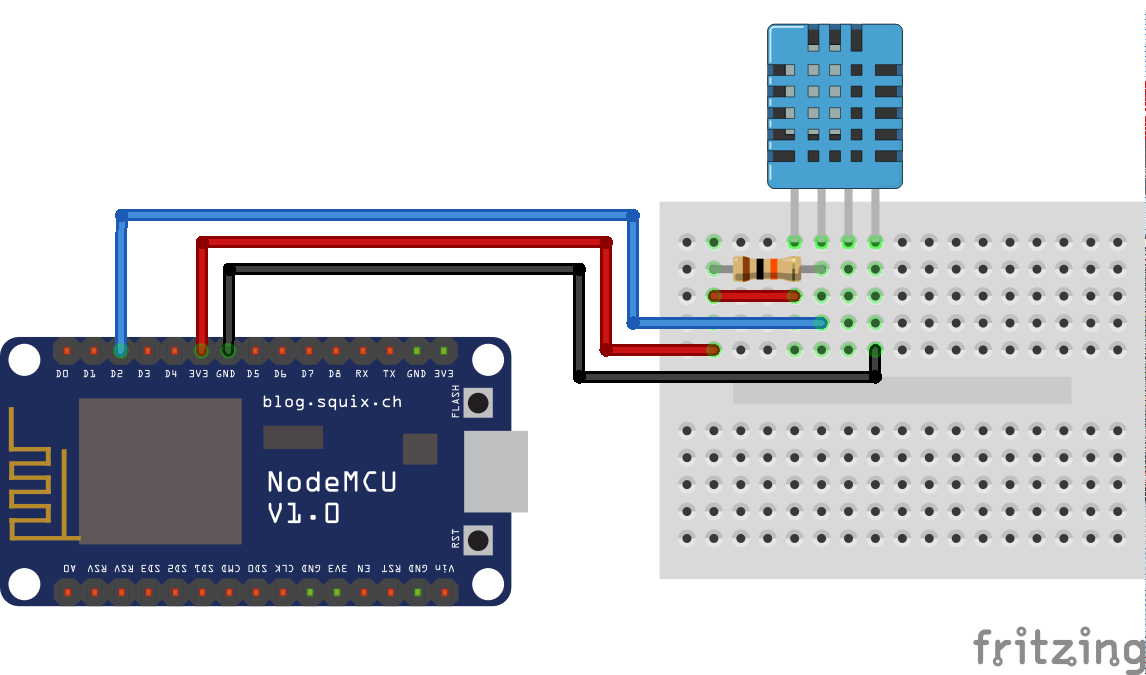 D0 D1 D2 D3 D4 3V3 GND D5 D6 D7 D8 RX TX GND 3V3
blog.squix.ch
FLASH
NodeMCU
V1.0
RST
A0 RSV RSV SD3 SD2 SD1 CMD SD0 CLK GND 3V3 EN RST GND Vin
fritzing